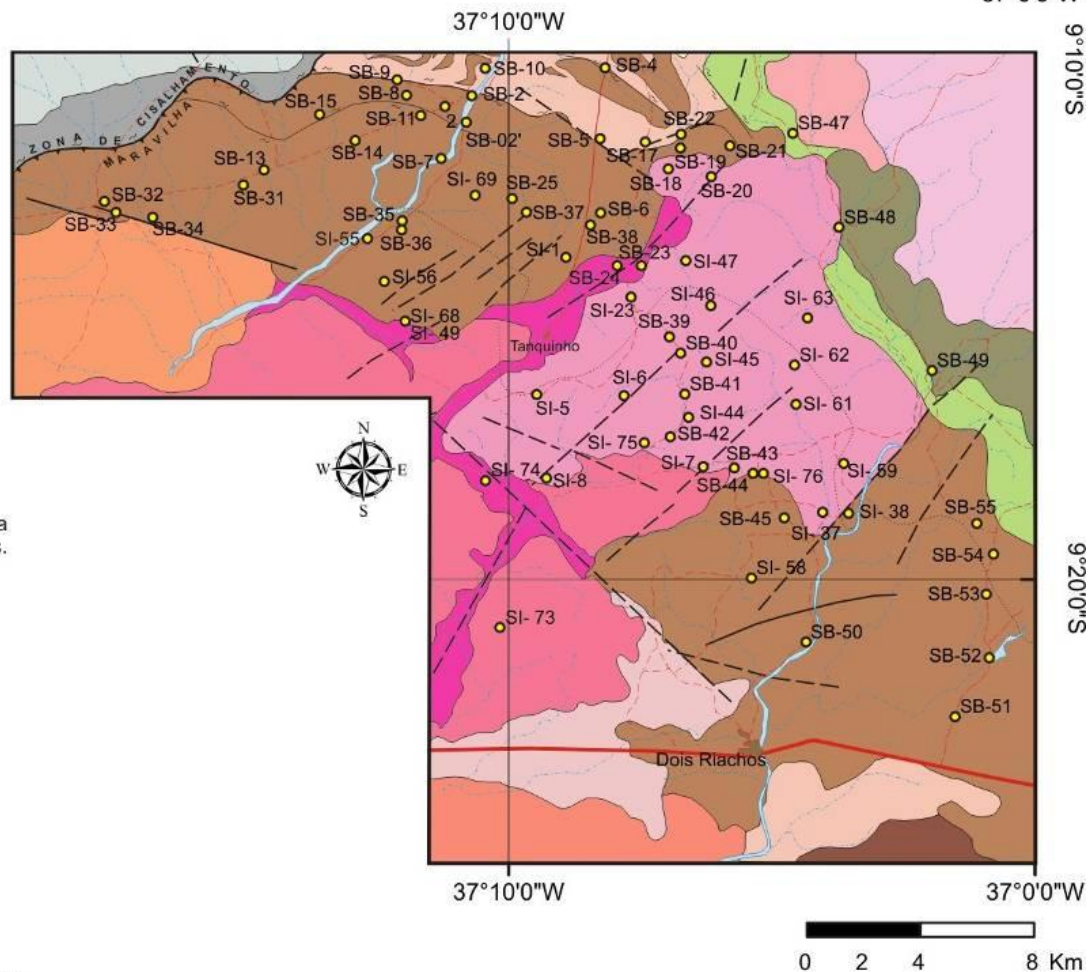 37°10'0"W
9°10'0"S
ZONA DE CISALHAMENTO
MARAVILHA
SB-9
SB-10
SB-4
SB-8
SB-2
SB-15
SB-11
2
SB-02'
SB-22
SB-47
SB-5
SB-17
SB-21
SB-14
SB-7
SB-19
SB-18
SB-20
SB-13
SB-31
SI- 69
SB-25
SB-32
SB-33
SB-34
SB-35
SB-37
SB-6
SB-48
SI-55
SB-36
SB-38
SI-1
SB-23
SB-24
SI-47
SI-56
SI-23
SI-46
SI- 63
SI- 68
SI- 49
SB-39
Tanquinho
SB-40
SI-45
SI- 62
SB-49
SI-6
SB-41
SI-5
SI- 61
SI-44
SI- 75
SB-42
N
W
E
S
SI- 74
SI-8
SI-7
SB-43
SI- 59
SB-44
SI- 76
SB-45
SI- 38
SB-55
SI- 37
SB-54
a
SI- 58
9°20'0"S
SB-53
SI- 73
SB-50
SB-52
SB-51
Dois Riachos
37°10'0"W
37°0'0"W
0 2 4 8 Km